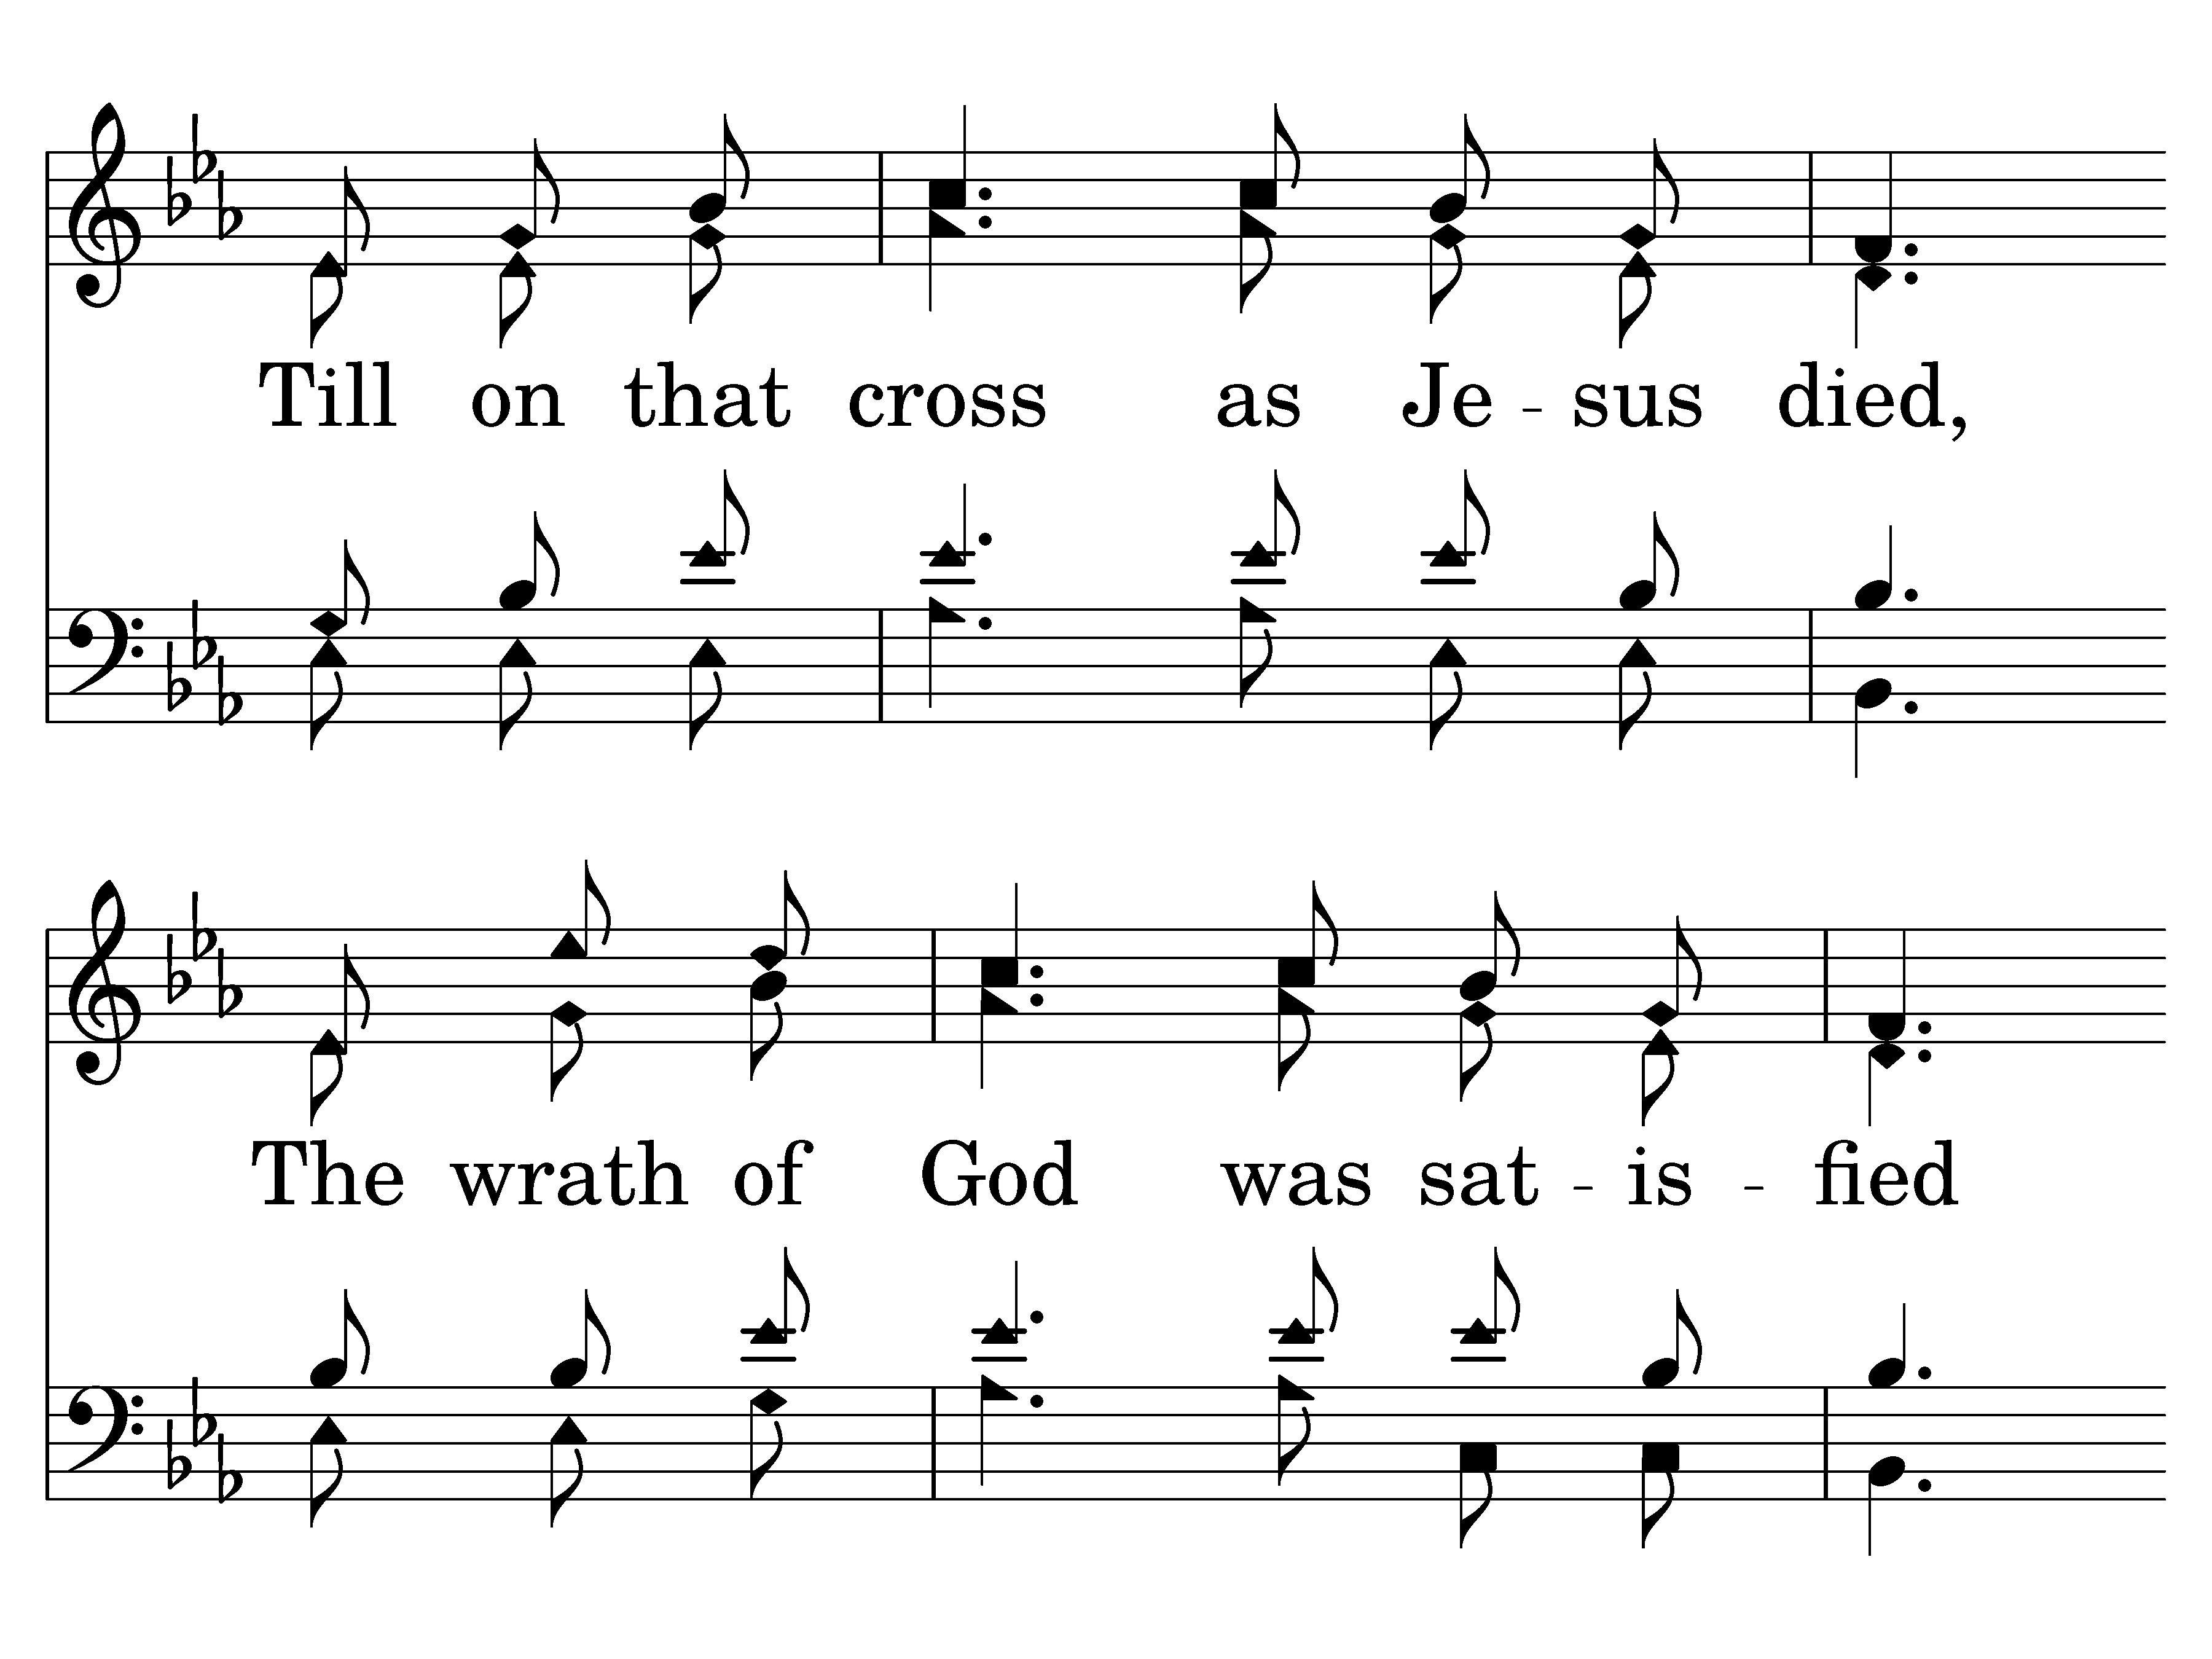 Till on that cross as Je - sus died,
The wrath of God was sat - is - fied